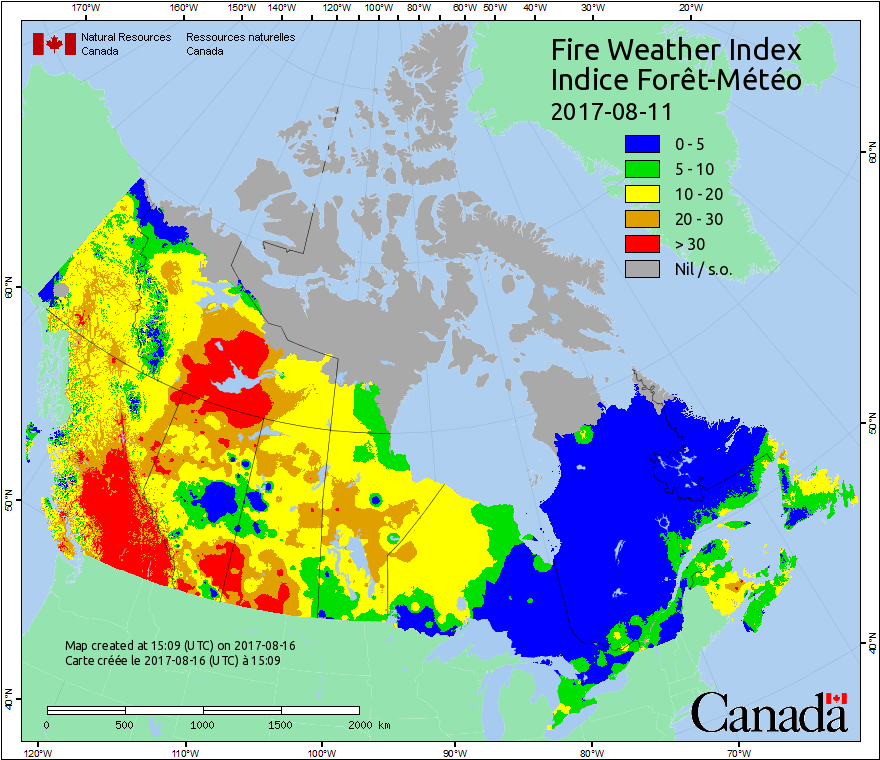 170°W 160°W 150°W 140°W 120°W 100°W 80°W 60°W 50°W 40°W 30°W 20°W
Natural Resources Ressources naturelles
Canada Canada
Fire Weather Index
Indice Forêt-Météo
2017-08-11
0 - 5
5 - 10
10 - 20
20 - 30
> 30
Nil / s.o.
60°N
60°N
50°N
50°N
40°N
40°N
Map created at 15:09 (UTC) on 2017-08-16
Carte créée le 2017-08-16 (UTC) à 15:09
0 500 1000 1500 2000 km
Canada
120°W 110°W 100°W 90°W 80°W 70°W